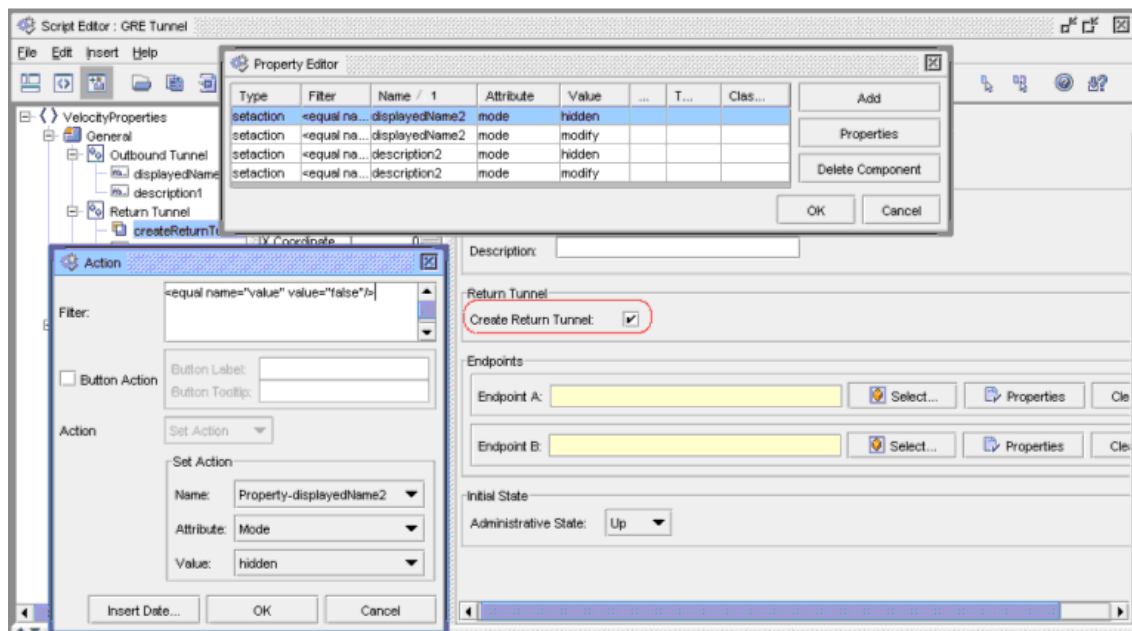 Script Editor : GRE Tunnel
File Edit Insert Help
Property Editor
Type Filter Name / 1 Attribute Value ... T... Clas...
setaction <equal na... displayedName2 mode hidden
setaction <equal na... displayedName2 mode modify
setaction <equal na... description2 mode hidden
setaction <equal na... description2 mode modify
Add
Properties
Delete Component
OK Cancel
VelocityProperties
General
Outbound Tunnel
displayedName
description1
Return Tunnel
createReturnTu
IX Coordinate 0
Action
Filter: <equal name="value" value="false"/>
Button Action
Button Label:
Button Tooltip:
Action Set Action
Set Action
Name: Property-displayedName2
Attribute: Mode
Value: hidden
Insert Date... OK Cancel
Description:
Return Tunnel
Create Return Tunnel:
Endpoints
Endpoint A: Select... Properties Cle
Endpoint B: Select... Properties Cle
Initial State
Administrative State: Up